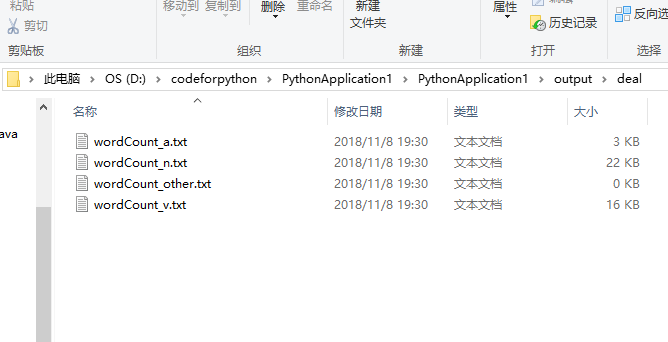 粘贴
剪切
剪贴板
移动到 复制到 删除 重命名
组织
新建
文件夹
新建
属性
历史记录
打开
反向选
选择
此电脑 OS (D:) codeforpython PythonApplication1 PythonApplication1 output deal
ava
名称 修改日期 类型 大小
wordCount_a.txt 2018/11/8 19:30 文本文档 3 KB
wordCount_n.txt 2018/11/8 19:30 文本文档 22 KB
wordCount_other.txt 2018/11/8 19:30 文本文档 0 KB
wordCount_v.txt 2018/11/8 19:30 文本文档 16 KB